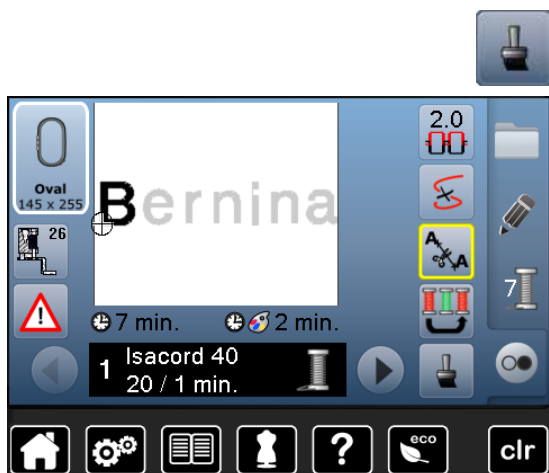 2.0
Oval
145 x 255
Bernina
26
A
A
7
7 min.
2 min.
1
Isacord 40
20 / 1 min.
?
eco
clr